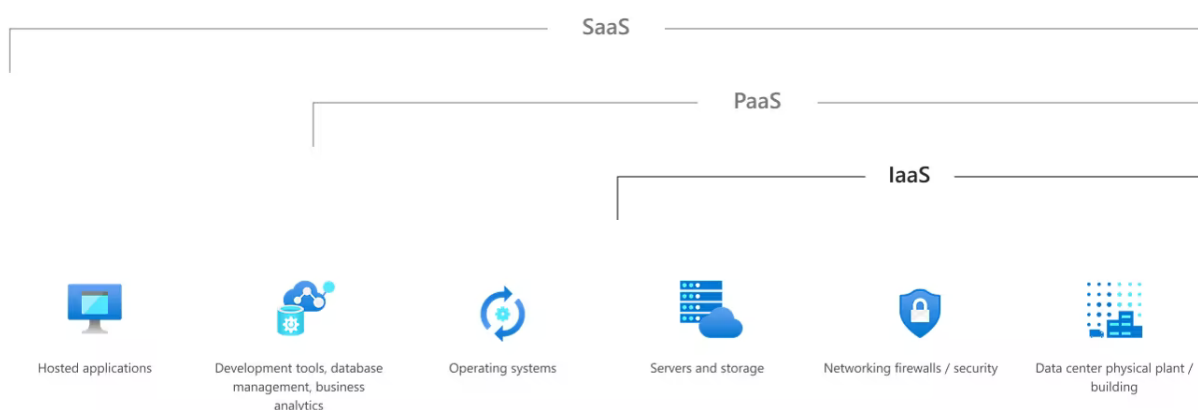 SaaS
PaaS
IaaS
Hosted applications
Development tools, database
management, business
analytics
Operating systems
Servers and storage
Networking firewalls / security
Data center physical plant /
building